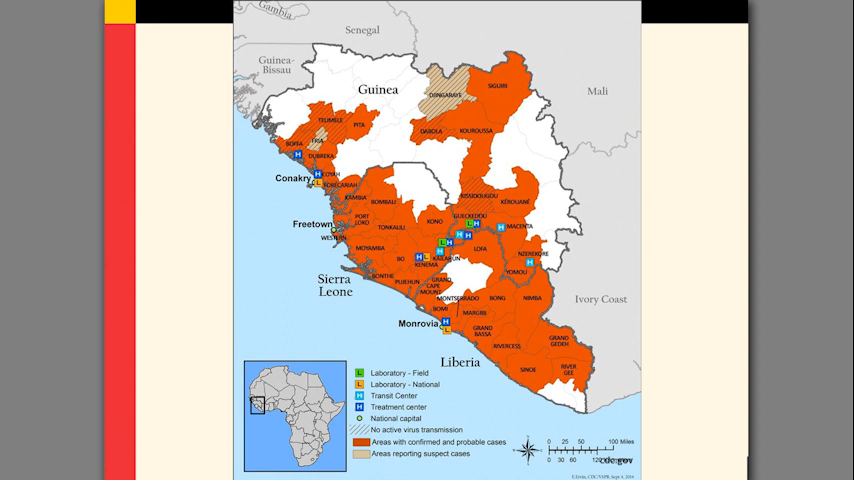 Gambia
Senegal
Guinea-
Bissau
Guinea
Mali
SIGUIRI
DINGUIRAYE
TELIMELE
PITA
DABOLA
KOUROUSSA
FRIA
BOFFA
DUBREKA
COYAH
Conakry
FORECARIAH
KISSIDOUGOU
KÉROUANÉ
KAMBIA
BOMBALI
GUECKEDOU
MACENTA
PORT
LOKO
KONO
Freetown
TONKALILI
WESTERN
MOYAMBA
LOFA
NZEREKORE
BO
KENEMA
KAILAHUN
YOMOU
Sierra
Leone
BONTHE
PUJEHUN
GRAND
CAPE
MOUNT
MONTSERRADO
BONG
NIMBA
Ivory Coast
BOMI
MARGIBI
Monrovia
GRAND
BASSA
GRAND
GEDEH
RIVERCESS
Liberia
SINOE
RIVER
GEE
L Laboratory - Field
L Laboratory - National
H Transit Center
H Treatment center
National capital
No active virus transmission
Areas with confirmed and probable cases
Areas reporting suspect cases
0 25 50 100 Miles
0 30 60 120
cdc.gov